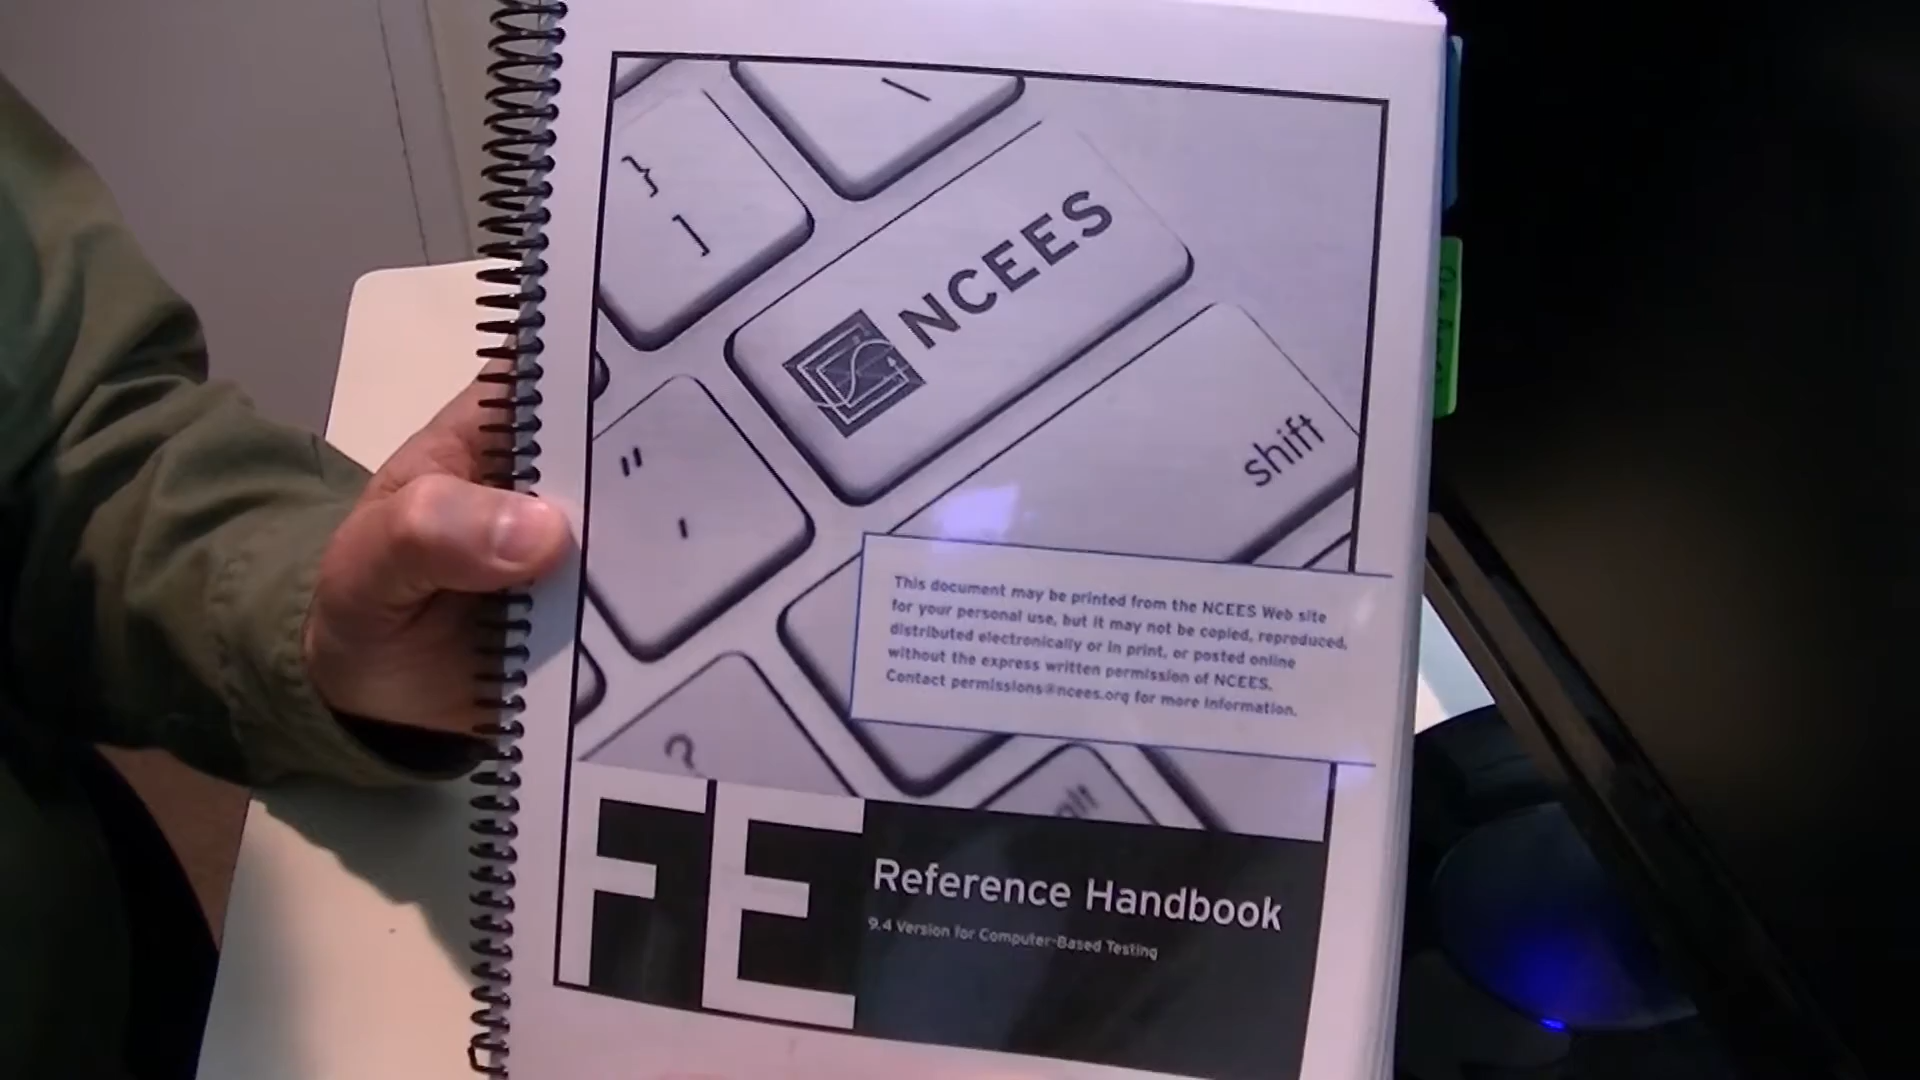 \
}
]
NCEES
shift
"
'
This document may be printed from the NCEES Web site
for your personal use, but it may not be copied, reproduced,
distributed electronically or in print, or posted online
without the express written permission of NCEES.
Contact permissions@ncees.org for more information.
?
alt
FE
Reference Handbook
9.4 Version for Computer-Based Testing